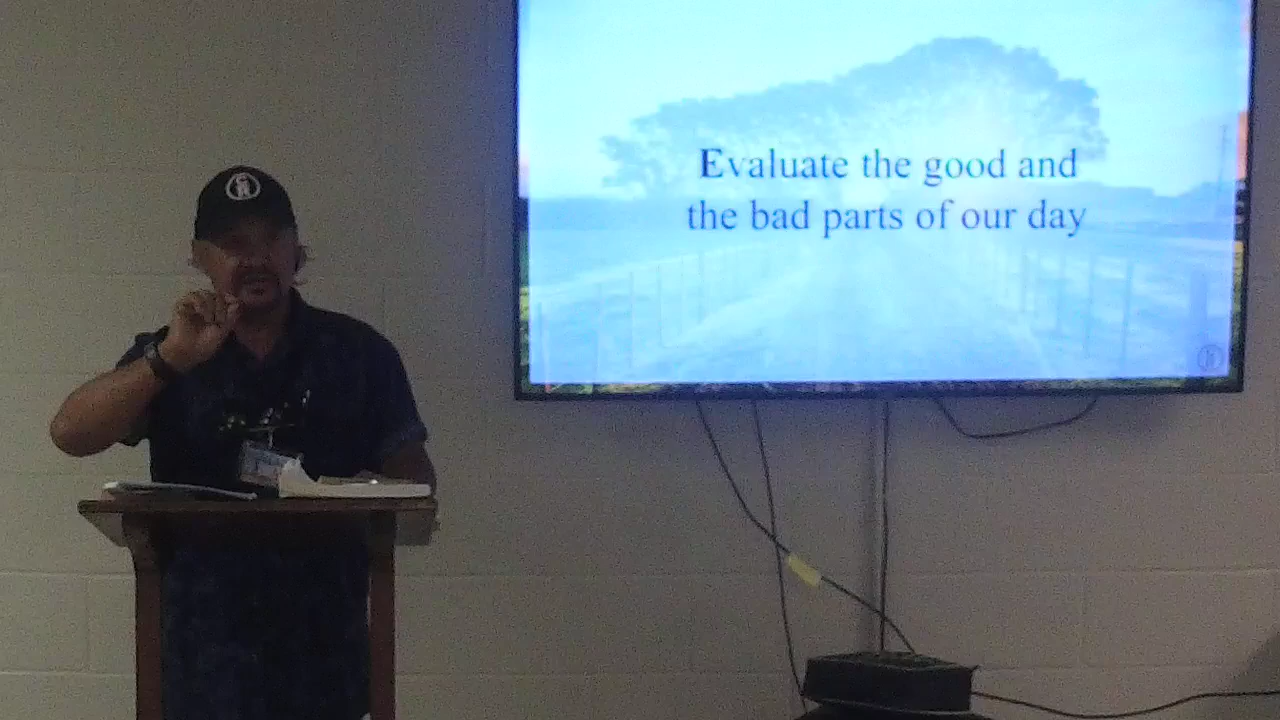 Evaluate the good and
the bad parts of our day